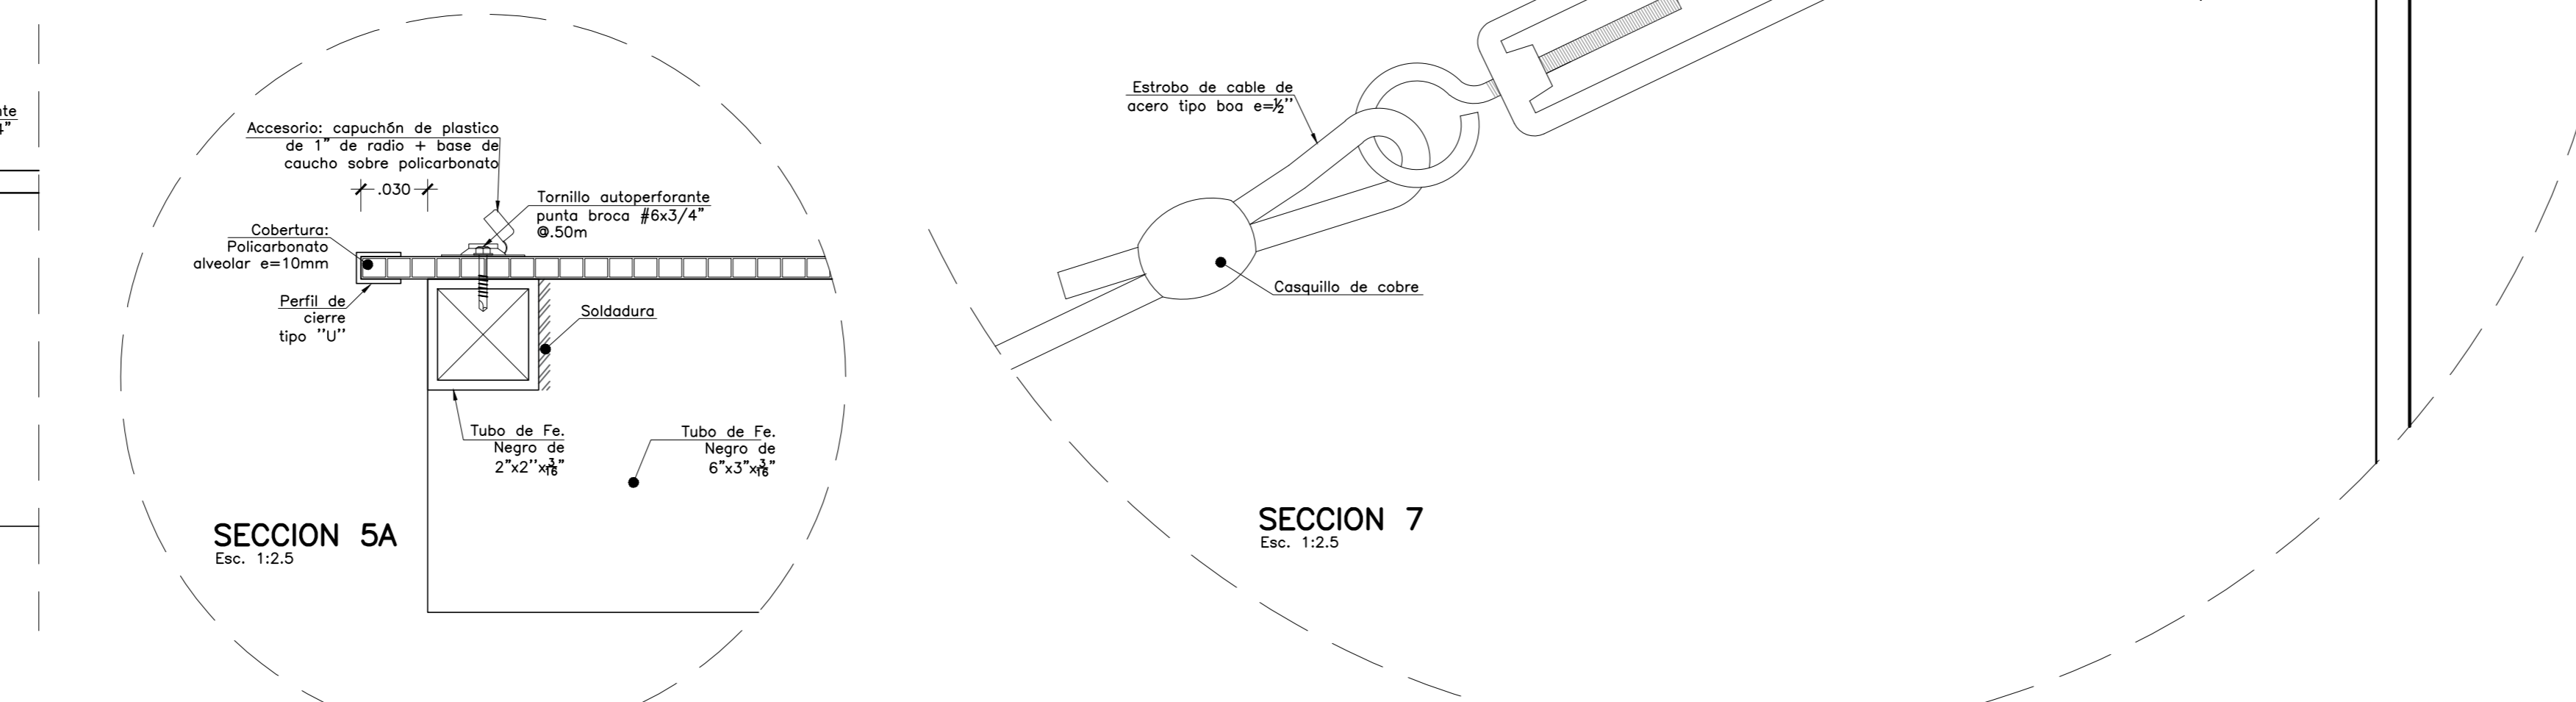 Accesorio: capuchón de plastico
de 1" de radio + base de
caucho sobre policarbonato
.030
Tornillo autoperforante
punta broca #6x3/4"
@.50m
Cobertura:
Policarbonato
alveolar e=10mm
Perfil de
cierre
tipo ''U''
Soldadura
Tubo de Fe.
Negro de
2"x2''x3/16"
Tubo de Fe.
Negro de
6"x3"x3/16"
SECCION 5A
Esc. 1:2.5
Estrobo de cable de
acero tipo boa e=½''
Casquillo de cobre
SECCION 7
Esc. 1:2.5